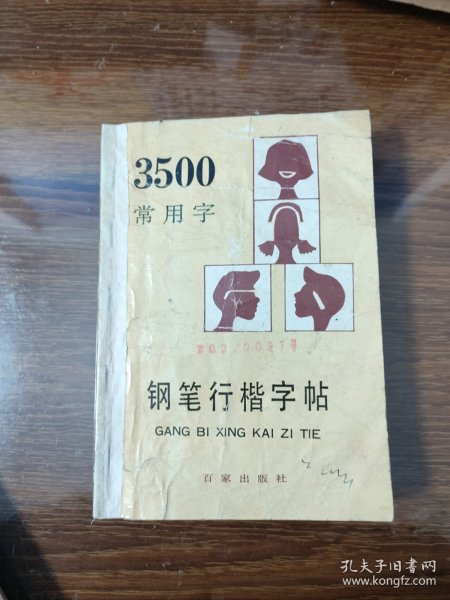 3500
常用字
钢笔行楷字帖
GANG BI XING KAI ZI TIE
百家出版社
孔夫子旧书网
www.kongfz.com